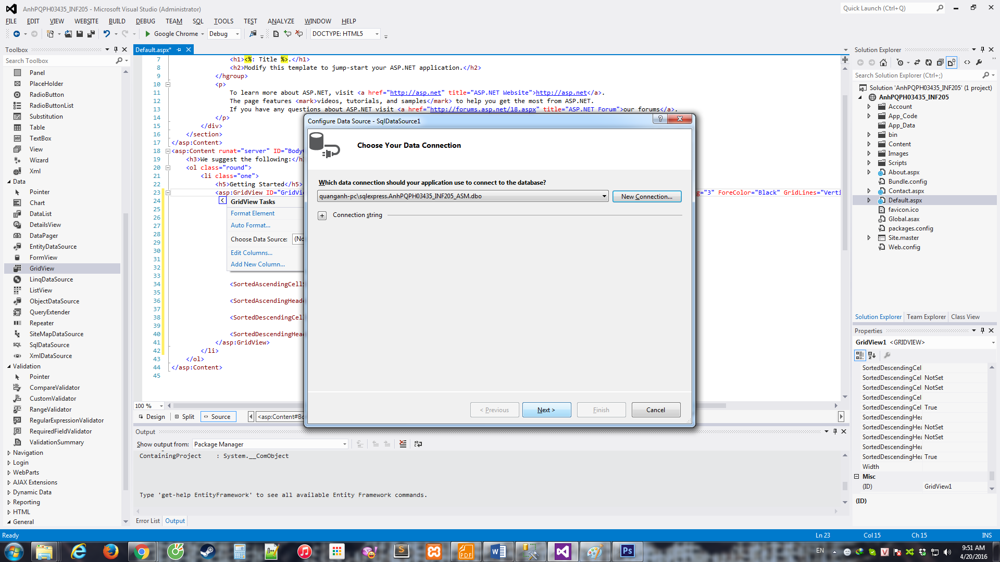 AnhPQPH03435_INF205 - Microsoft Visual Studio (Administrator)
Quick Launch (Ctrl+Q)
FILE EDIT VIEW WEBSITE BUILD DEBUG TEAM SQL TOOLS TEST ANALYZE WINDOW HELP
Google Chrome Debug DOCTYPE: HTML5
Toolbox
Search Toolbox
Panel
PlaceHolder
RadioButton
RadioButtonList
Substitution
Table
TextBox
View
Wizard
Xml
Data
Pointer
Chart
DataList
DetailsView
DataPager
EntityDataSource
FormView
GridView
LinqDataSource
ListView
ObjectDataSource
QueryExtender
Repeater
SiteMapDataSource
SqlDataSource
XmlDataSource
Validation
Pointer
CompareValidator
CustomValidator
RangeValidator
RegularExpressionValidator
RequiredFieldValidator
ValidationSummary
Navigation
Login
WebParts
AJAX Extensions
Dynamic Data
Reporting
HTML
General
Default.aspx*
7 <h1><%: Title %>.</h1>
8 <h2>Modify this template to jump-start your ASP.NET application.</h2>
9 </hgroup>
10 <p>
11 To learn more about ASP.NET, visit <a href="http://asp.net" title="ASP.NET Website">http://asp.net</a>.
12 The page features <mark>videos, tutorials, and samples</mark> to help you get the most from ASP.NET.
13 If you have any questions about ASP.NET visit <a href="http://forums.asp.net/18.aspx" title="ASP.NET Forum">our forums</a>.
14 </p>
15 </div>
16 </section>
17 </asp:Content>
18 <asp:Content runat="server" ID="Body
19 <h3>We suggest the following:</h
20 <ol class="round">
21 <li class="one">
22 <h5>Getting Started</h5>
23 <asp:GridView ID="GridVie ="3" ForeColor="Black" GridLines="Verti
24
25
26
27
28
29
30
31
32
33
34 <SortedAscendingCell
35
36 <SortedAscendingHead
37
38 <SortedDescendingCel
39
40 <SortedDescendingHea
41 </asp:GridView>
42 </li>
43 </ol>
44 </asp:Content>
45
GridView Tasks
Format Element
Auto Format...
Choose Data Source: (No
Edit Columns...
Add New Column...
Configure Data Source - SqlDataSource1
Choose Your Data Connection
Which data connection should your application use to connect to the database?
quanganh-pc\sqlexpress.AnhPQPH03435_INF205_ASM.dbo
New Connection...
Connection string
< Previous
Next >
Finish
Cancel
100 %
Design Split Source <asp:Content#Bo
Output
Show output from: Package Manager
ContainingProject : System.__ComObject
Type 'get-help EntityFramework' to see all available Entity Framework commands.
Error List Output
Solution Explorer
Search Solution Explorer (Ctrl+;)
Solution 'AnhPQPH03435_INF205' (1 project)
AnhPQPH03435_INF205
Account
App_Code
App_Data
bin
Content
Images
Scripts
About.aspx
Bundle.config
Contact.aspx
Default.aspx
favicon.ico
Global.asax
packages.config
Site.master
Web.config
Solution Explorer Team Explorer Class View
Properties
GridView1 <GRIDVIEW>
SortedDescendingCel
SortedDescendingCel NotSet
SortedDescendingCel NotSet
SortedDescendingCel
SortedDescendingCel True
SortedDescendingHea
SortedDescendingHea NotSet
SortedDescendingHea NotSet
SortedDescendingHea
SortedDescendingHea True
Width
Misc
(ID) GridView1
(ID)
Ready
Ln 23 Col 15 Ch 15 INS
PDF
Ps
EN
9:51 AM
4/20/2016